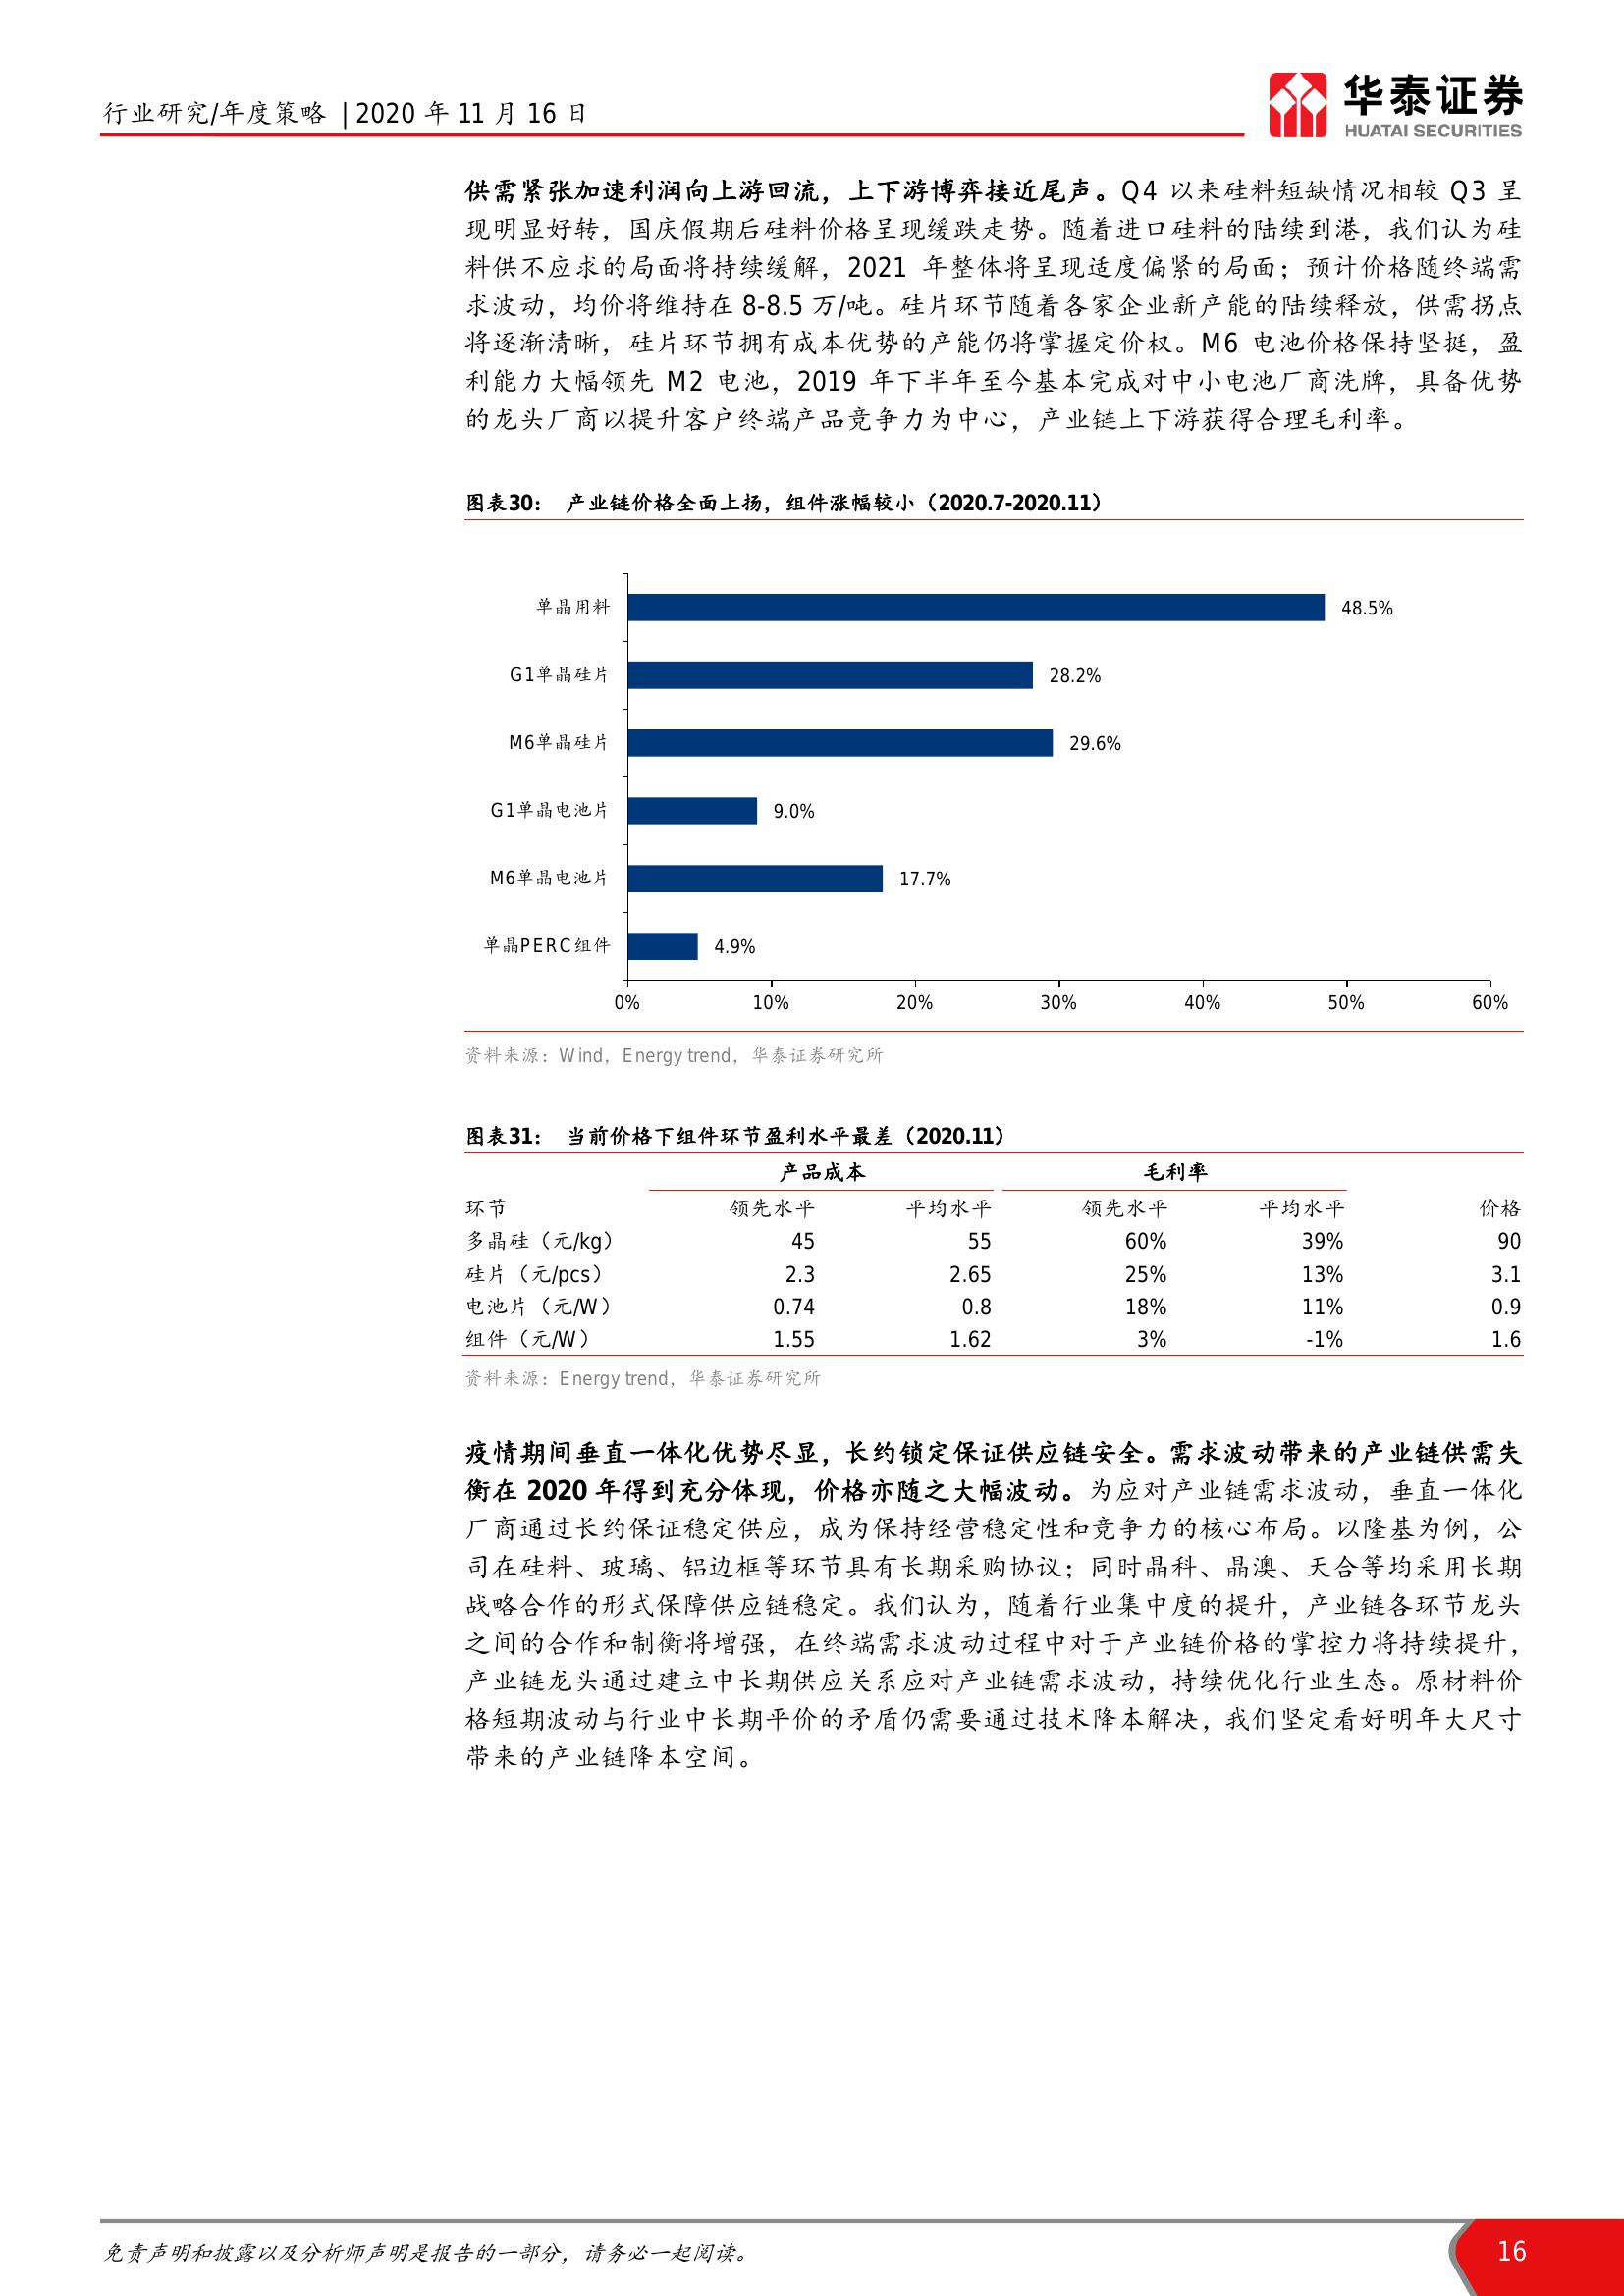 行业研究/年度策略 | 2020 年 11 月 16 日
华泰证券
HUATAI SECURITIES
供需紧张加速利润向上游回流，上下游博弈接近尾声。Q4 以来硅料短缺情况相较 Q3 呈
现明显好转，国庆假期后硅料价格呈现缓跌走势。随着进口硅料的陆续到港，我们认为硅
料供不应求的局面将持续缓解，2021 年整体将呈现适度偏紧的局面；预计价格随终端需
求波动，均价将维持在 8-8.5 万/吨。硅片环节随着各家企业新产能的陆续释放，供需拐点
将逐渐清晰，硅片环节拥有成本优势的产能仍将掌握定价权。M6 电池价格保持坚挺，盈
利能力大幅领先 M2 电池，2019 年下半年至今基本完成对中小电池厂商洗牌，具备优势
的龙头厂商以提升客户终端产品竞争力为中心，产业链上下游获得合理毛利率。
图表30： 产业链价格全面上扬，组件涨幅较小（2020.7-2020.11）
单晶用料 48.5%
G1单晶硅片 28.2%
M6单晶硅片 29.6%
G1单晶电池片 9.0%
M6单晶电池片 17.7%
单晶PERC组件 4.9%
0% 10% 20% 30% 40% 50% 60%
资料来源：Wind，Energy trend，华泰证券研究所
图表31： 当前价格下组件环节盈利水平最差（2020.11）
产品成本 毛利率
环节 领先水平 平均水平 领先水平 平均水平 价格
多晶硅（元/kg） 45 55 60% 39% 90
硅片（元/pcs） 2.3 2.65 25% 13% 3.1
电池片（元/W） 0.74 0.8 18% 11% 0.9
组件（元/W） 1.55 1.62 3% -1% 1.6
资料来源：Energy trend，华泰证券研究所
疫情期间垂直一体化优势尽显，长约锁定保证供应链安全。需求波动带来的产业链供需失
衡在 2020 年得到充分体现，价格亦随之大幅波动。为应对产业链需求波动，垂直一体化
厂商通过长约保证稳定供应，成为保持经营稳定性和竞争力的核心布局。以隆基为例，公
司在硅料、玻璃、铝边框等环节具有长期采购协议；同时晶科、晶澳、天合等均采用长期
战略合作的形式保障供应链稳定。我们认为，随着行业集中度的提升，产业链各环节龙头
之间的合作和制衡将增强，在终端需求波动过程中对于产业链价格的掌控力将持续提升，
产业链龙头通过建立中长期供应关系应对产业链需求波动，持续优化行业生态。原材料价
格短期波动与行业中长期平价的矛盾仍需要通过技术降本解决，我们坚定看好明年大尺寸
带来的产业链降本空间。
免责声明和披露以及分析师声明是报告的一部分，请务必一起阅读。
16